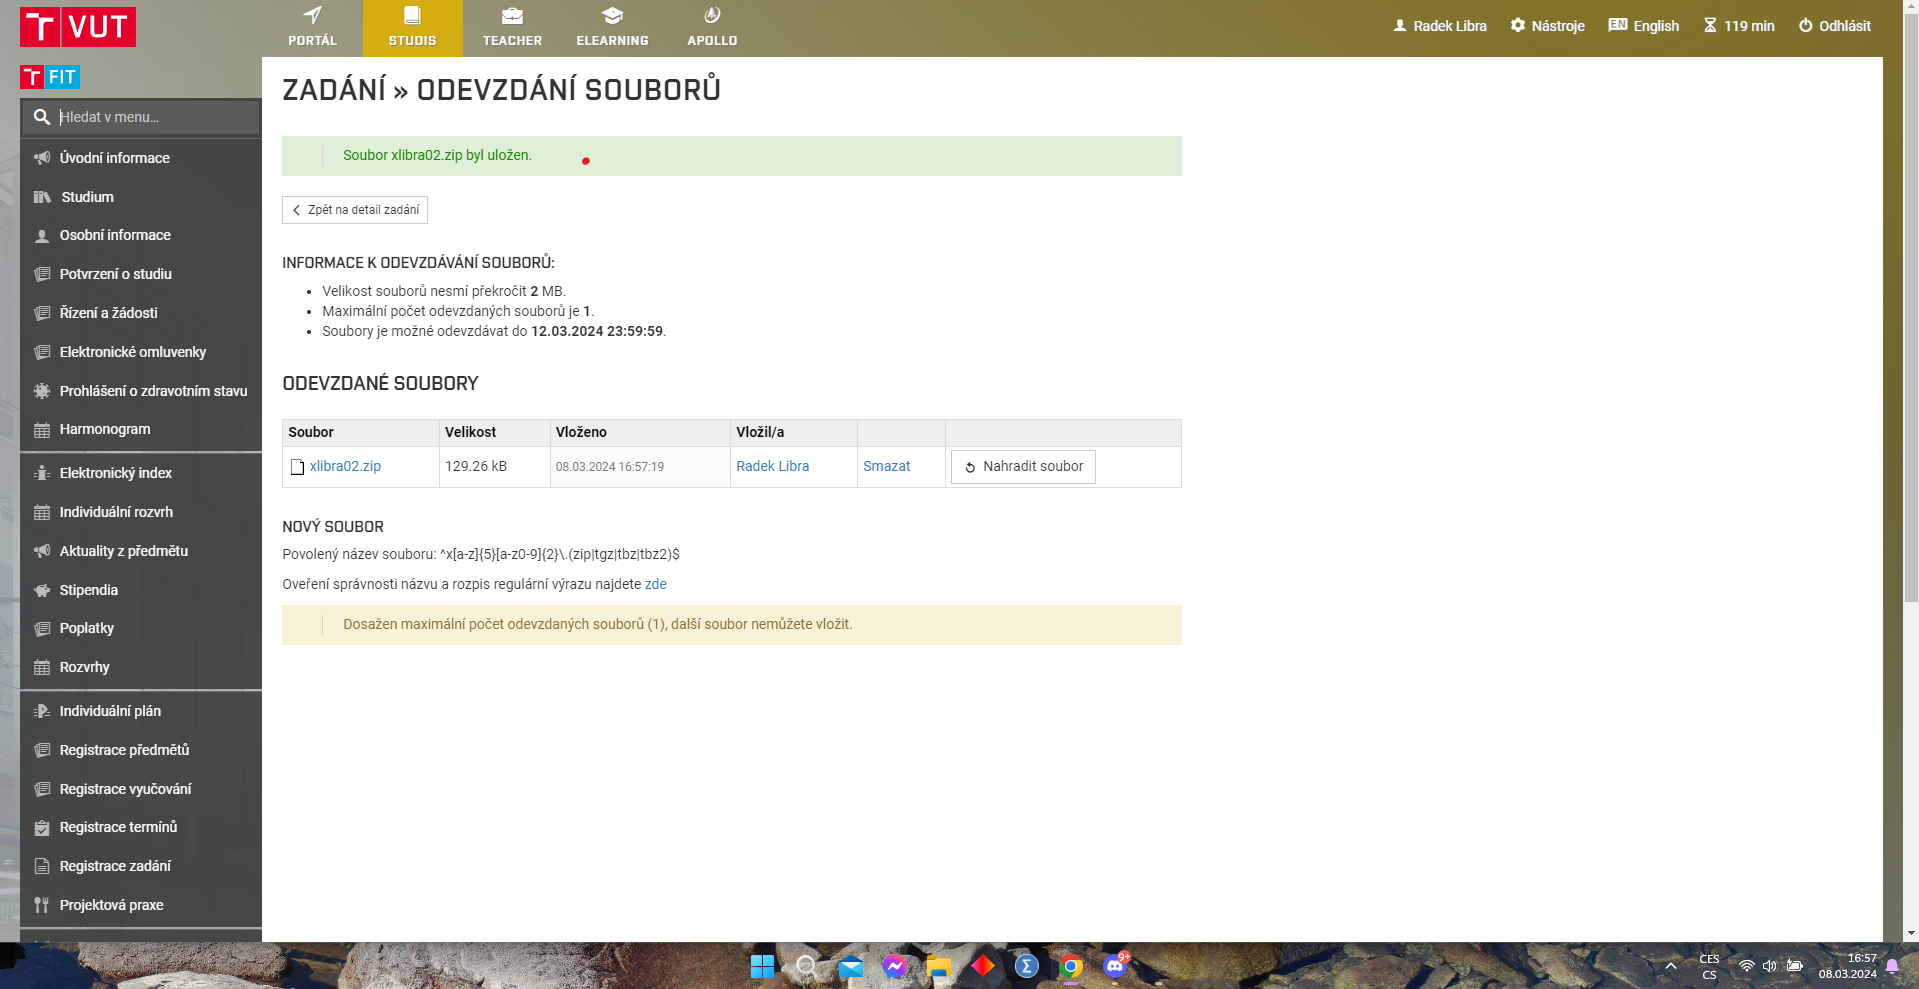 VUT
PORTÁL
STUDIS
TEACHER
ELEARNING
APOLLO
Radek Libra
Nástroje
EN English
119 min
Odhlásit
FIT
Hledat v menu...
Úvodní informace
Studium
Osobní informace
Potvrzení o studiu
Řízení a žádosti
Elektronické omluvenky
Prohlášení o zdravotním stavu
Harmonogram
Elektronický index
Individuální rozvrh
Aktuality z předmětu
Stipendia
Poplatky
Rozvrhy
Individuální plán
Registrace předmětů
Registrace vyučování
Registrace termínů
Registrace zadání
Projektová praxe
ZADÁNÍ » ODEVZDÁNÍ SOUBORŮ
Soubor xlibra02.zip byl uložen.
Zpět na detail zadání
INFORMACE K ODEVZDÁVÁNÍ SOUBORŮ:
• Velikost souborů nesmí překročit 2 MB.
• Maximální počet odevzdaných souborů je 1.
• Soubory je možné odevzdávat do 12.03.2024 23:59:59.
ODEVZDANÉ SOUBORY
Soubor Velikost Vloženo Vložil/a
xlibra02.zip 129.26 kB 08.03.2024 16:57:19 Radek Libra Smazat Nahradit soubor
NOVÝ SOUBOR
Povolený název souboru: ^x[a-z]{5}[a-z0-9]{2}\.(zip|tgz|tbz|tbz2)$
Oveření správnosti názvu a rozpis regulární výrazu najdete zde
Dosažen maximální počet odevzdaných souborů (1), další soubor nemůžete vložit.
Σ
9+
CES
CS
16:57
08.03.2024